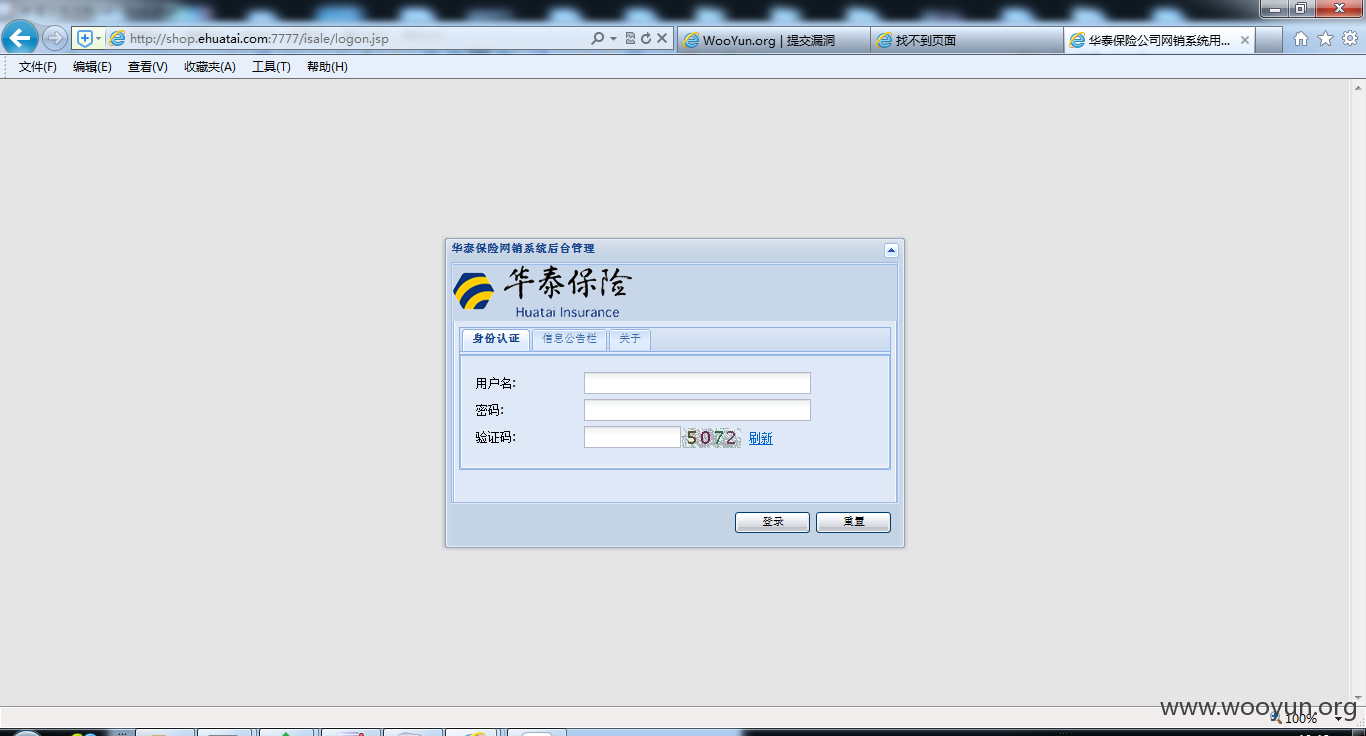 http://shop.ehuatai.com:7777/isale/logon.jsp
WooYun.org | 提交漏洞
找不到页面
华泰保险公司网销系统用...
文件(F) 编辑(E) 查看(V) 收藏夹(A) 工具(T) 帮助(H)
华泰保险网销系统后台管理
华泰保险
Huatai Insurance
身份认证 信息公告栏 关于
用户名:
密码:
验证码: 5072 刷新
登录 重置
www.wooyun.org
100%